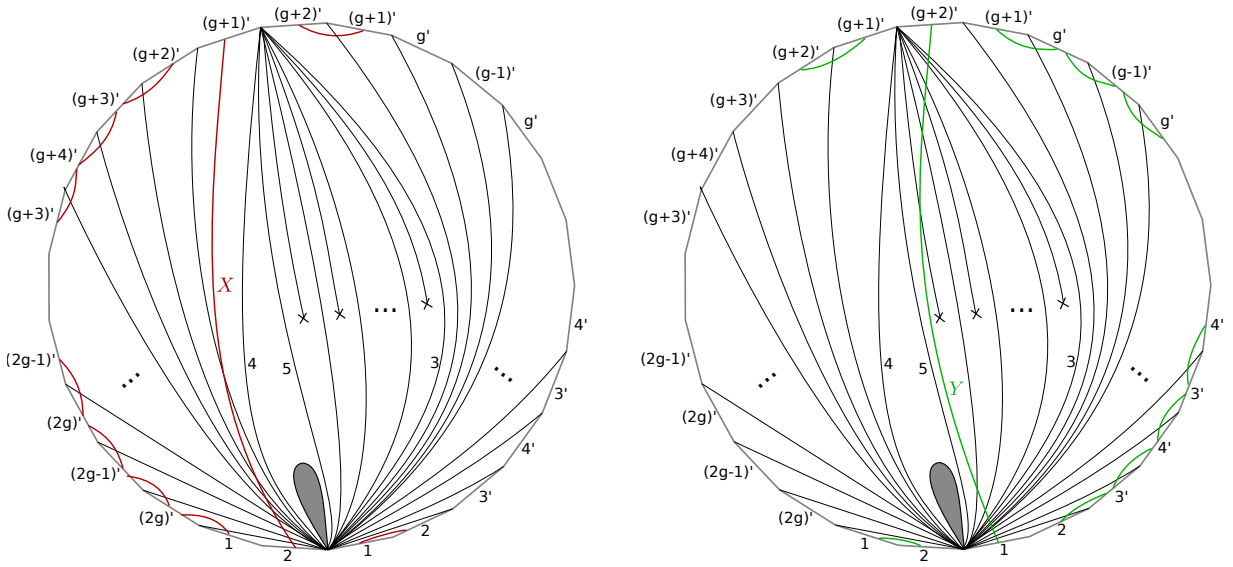 (g+2)'
(g+1)' (g+1)'
(g+2)' g'
(g+3)' (g-1)'
(g+4)' g'
(g+3)'
X
...
4'
(2g-1)' 4 5 3
... ...
3'
(2g)' 4'
(2g-1)' 3'
(2g)' 2
1 2 1
(g+2)'
(g+1)' (g+1)'
(g+2)' g'
(g+3)' (g-1)'
(g+4)' g'
(g+3)'
...
4'
(2g-1)' 4 5 3
... Y ...
3'
(2g)' 4'
(2g-1)' 3'
(2g)' 2
1 2 1